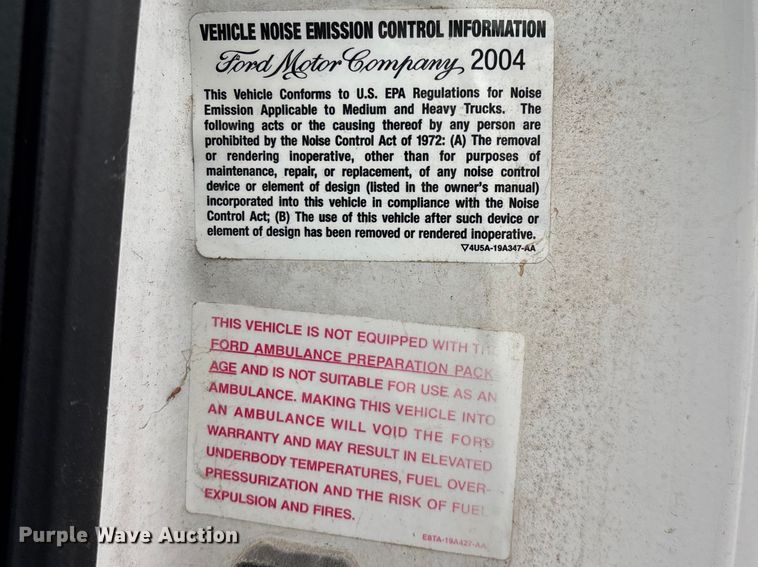 VEHICLE NOISE EMISSION CONTROL INFORMATION
Ford Motor Company 2004
This Vehicle Conforms to U.S. EPA Regulations for Noise
Emission Applicable to Medium and Heavy Trucks. The
following acts or the causing thereof by any person are
prohibited by the Noise Control Act of 1972: (A) The removal
or rendering inoperative, other than for purposes of
maintenance, repair, or replacement, of any noise control
device or element of design (listed in the owner's manual)
incorporated into this vehicle in compliance with the Noise
Control Act; (B) The use of this vehicle after such device or
element of design has been removed or rendered inoperative.
▽4U5A-19A347-AA
THIS VEHICLE IS NOT EQUIPPED WITH THE
FORD AMBULANCE PREPARATION PACK-
AGE AND IS NOT SUITABLE FOR USE AS AN
AMBULANCE. MAKING THIS VEHICLE INTO
AN AMBULANCE WILL VOID THE FORD
WARRANTY AND MAY RESULT IN ELEVATED
UNDERBODY TEMPERATURES, FUEL OVER-
PRESSURIZATION AND THE RISK OF FUEL
EXPULSION AND FIRES.
E8TA-19A427-AA
Purple Wave Auction